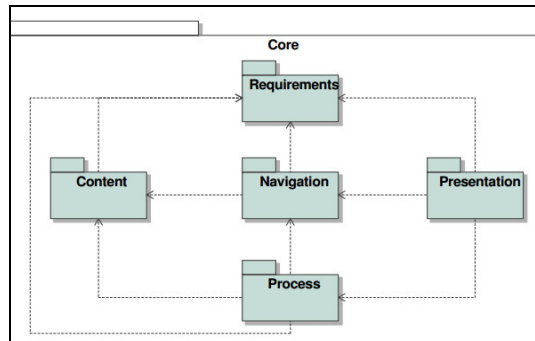 Core
Requirements
Content
Navigation
Presentation
Process